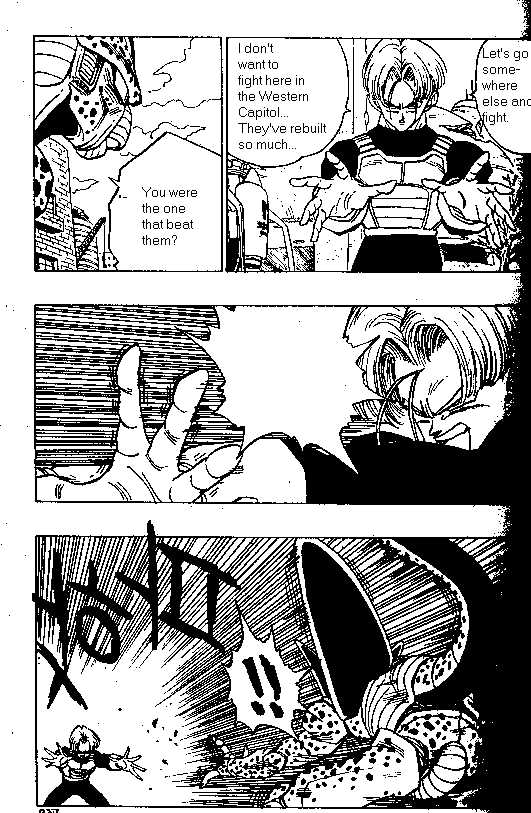 You were
the one
that beat
them?
I don't
want to
fight here in
the Western
Capitol...
They've rebuilt
so much...
Let's go
some-
where
else and
fight.
!!